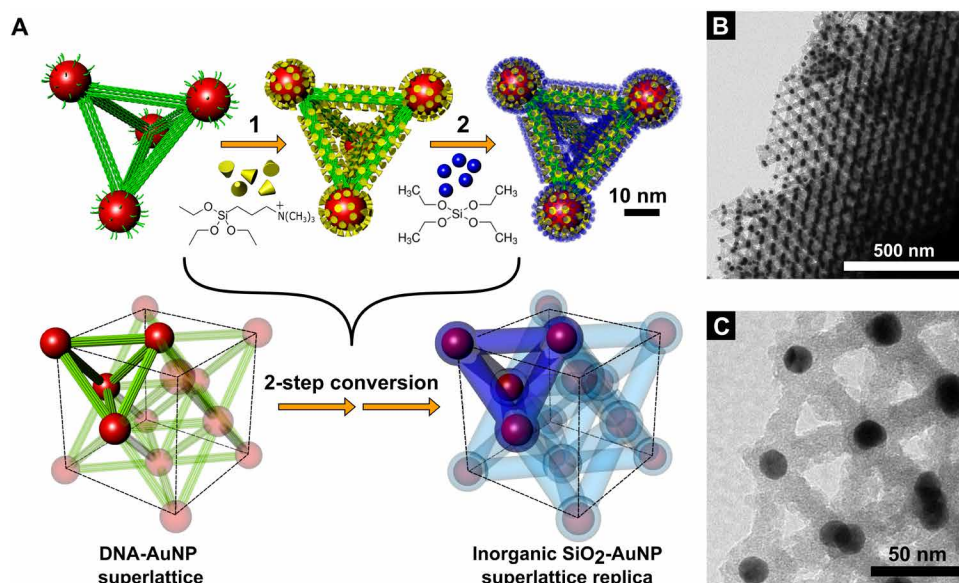 A
1
2
O
Si
O
O
+
N(CH3)3
H3C
CH3
O
O
Si
O
O
H3C
CH3
10 nm
2-step conversion
DNA-AuNP
superlattice
Inorganic SiO2-AuNP
superlattice replica
B
500 nm
C
50 nm